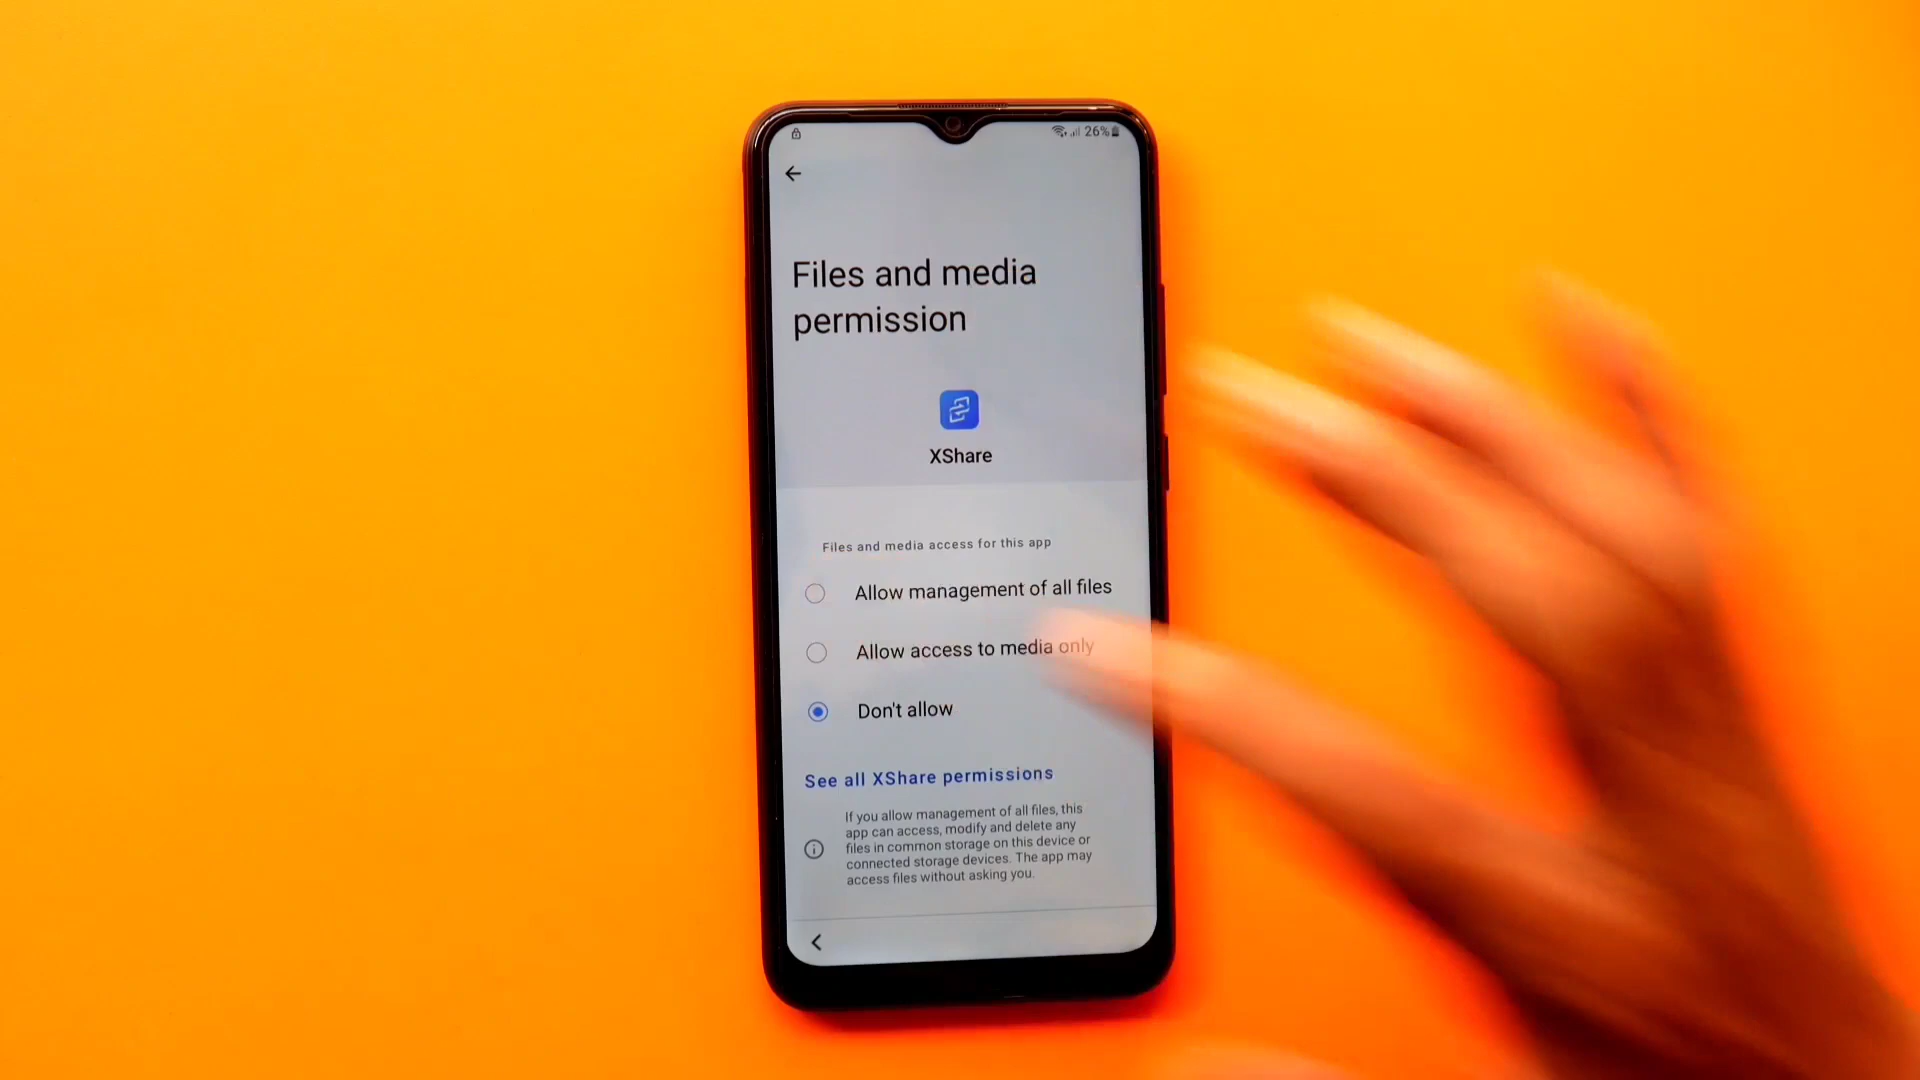 26%
Files and media
permission
XShare
Files and media access for this app
Allow management of all files
Allow access to media only
Don't allow
See all XShare permissions
If you allow management of all files, this
app can access, modify and delete any
files in common storage on this device or
connected storage devices. The app may
access files without asking you.